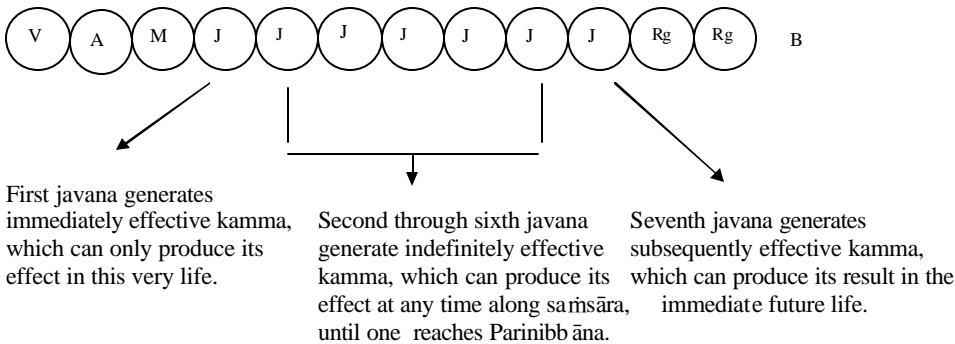 V A M J J J J J J J Rg Rg B
First javana generates
immediately effective kamma,
which can only produce its
effect in this very life.
Second through sixth javana
generate indefinitely effective
kamma, which can produce its
effect at any time along saṁsāra,
until one reaches Parinibb āna.
Seventh javana generates
subsequently effective kamma,
which can produce its result in the
immediate future life.